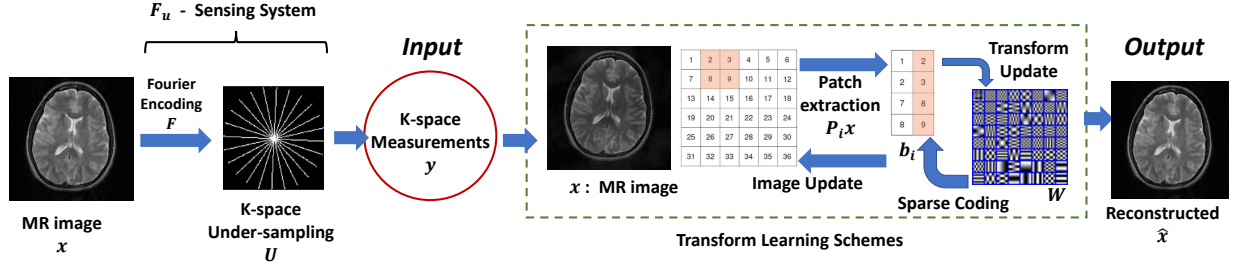 F_u - Sensing System
Fourier
Encoding
F
MR image
x
K-space
Under-sampling
U
Input
K-space
Measurements
y
x : MR image
1 2 3 4 5 6
7 8 9 10 11 12
13 14 15 16 17 18
19 20 21 22 23 24
25 26 27 28 29 30
31 32 33 34 35 36
Patch
extraction
P_i x
Image Update
1 2
2 3
7 8
8 9
b_i
Transform
Update
Sparse Coding
W
Transform Learning Schemes
Output
Reconstructed
x̂